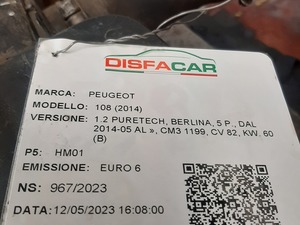 DISFACAR
MARCA: PEUGEOT
MODELLO: 108 (2014)
VERSIONE: 1.2 PURETECH, BERLINA, 5 P., DAL
2014-05 AL », CM3 1199, CV 82, KW. 60
(B)
P5: HM01
EMISSIONE: EURO 6
NS: 967/2023
DATA: 12/05/2023 16:08:00